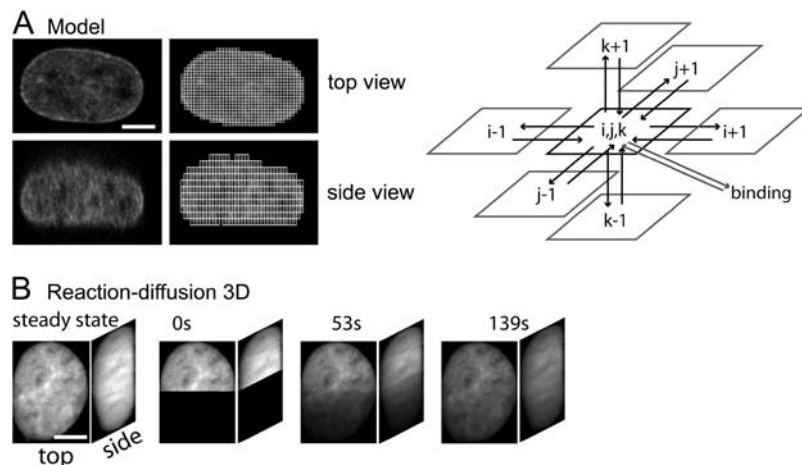 A Model
top view
side view
k+1
j+1
i-1
i,j,k
i+1
j-1
k-1
binding
B Reaction-diffusion 3D
steady state 0s 53s 139s
top side